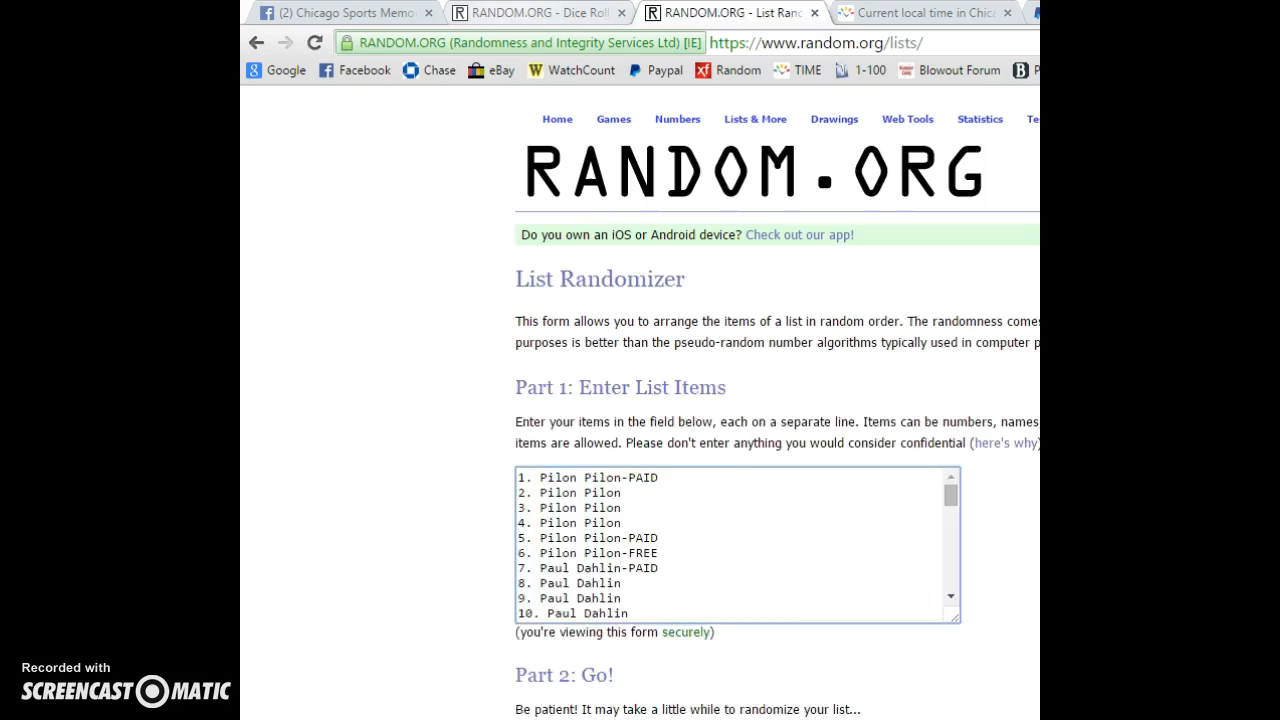 (2) Chicago Sports Memo
RANDOM.ORG - Dice Roll
RANDOM.ORG - List Ran
Current local time in Chic
RANDOM.ORG (Randomness and Integrity Services Ltd) [IE]
https://www.random.org/lists/
Google Facebook Chase eBay WatchCount Paypal Random TIME 1-100 Blowout Forum
Home Games Numbers Lists & More Drawings Web Tools Statistics Te
RANDOM.ORG
Do you own an iOS or Android device? Check out our app!
List Randomizer
This form allows you to arrange the items of a list in random order. The randomness comes
purposes is better than the pseudo-random number algorithms typically used in computer p
Part 1: Enter List Items
Enter your items in the field below, each on a separate line. Items can be numbers, names
items are allowed. Please don't enter anything you would consider confidential (here's why)
1. Pilon Pilon-PAID
2. Pilon Pilon
3. Pilon Pilon
4. Pilon Pilon
5. Pilon Pilon-PAID
6. Pilon Pilon-FREE
7. Paul Dahlin-PAID
8. Paul Dahlin
9. Paul Dahlin
10. Paul Dahlin
(you're viewing this form securely)
Part 2: Go!
Be patient! It may take a little while to randomize your list...
Recorded with
SCREENCAST O MATIC